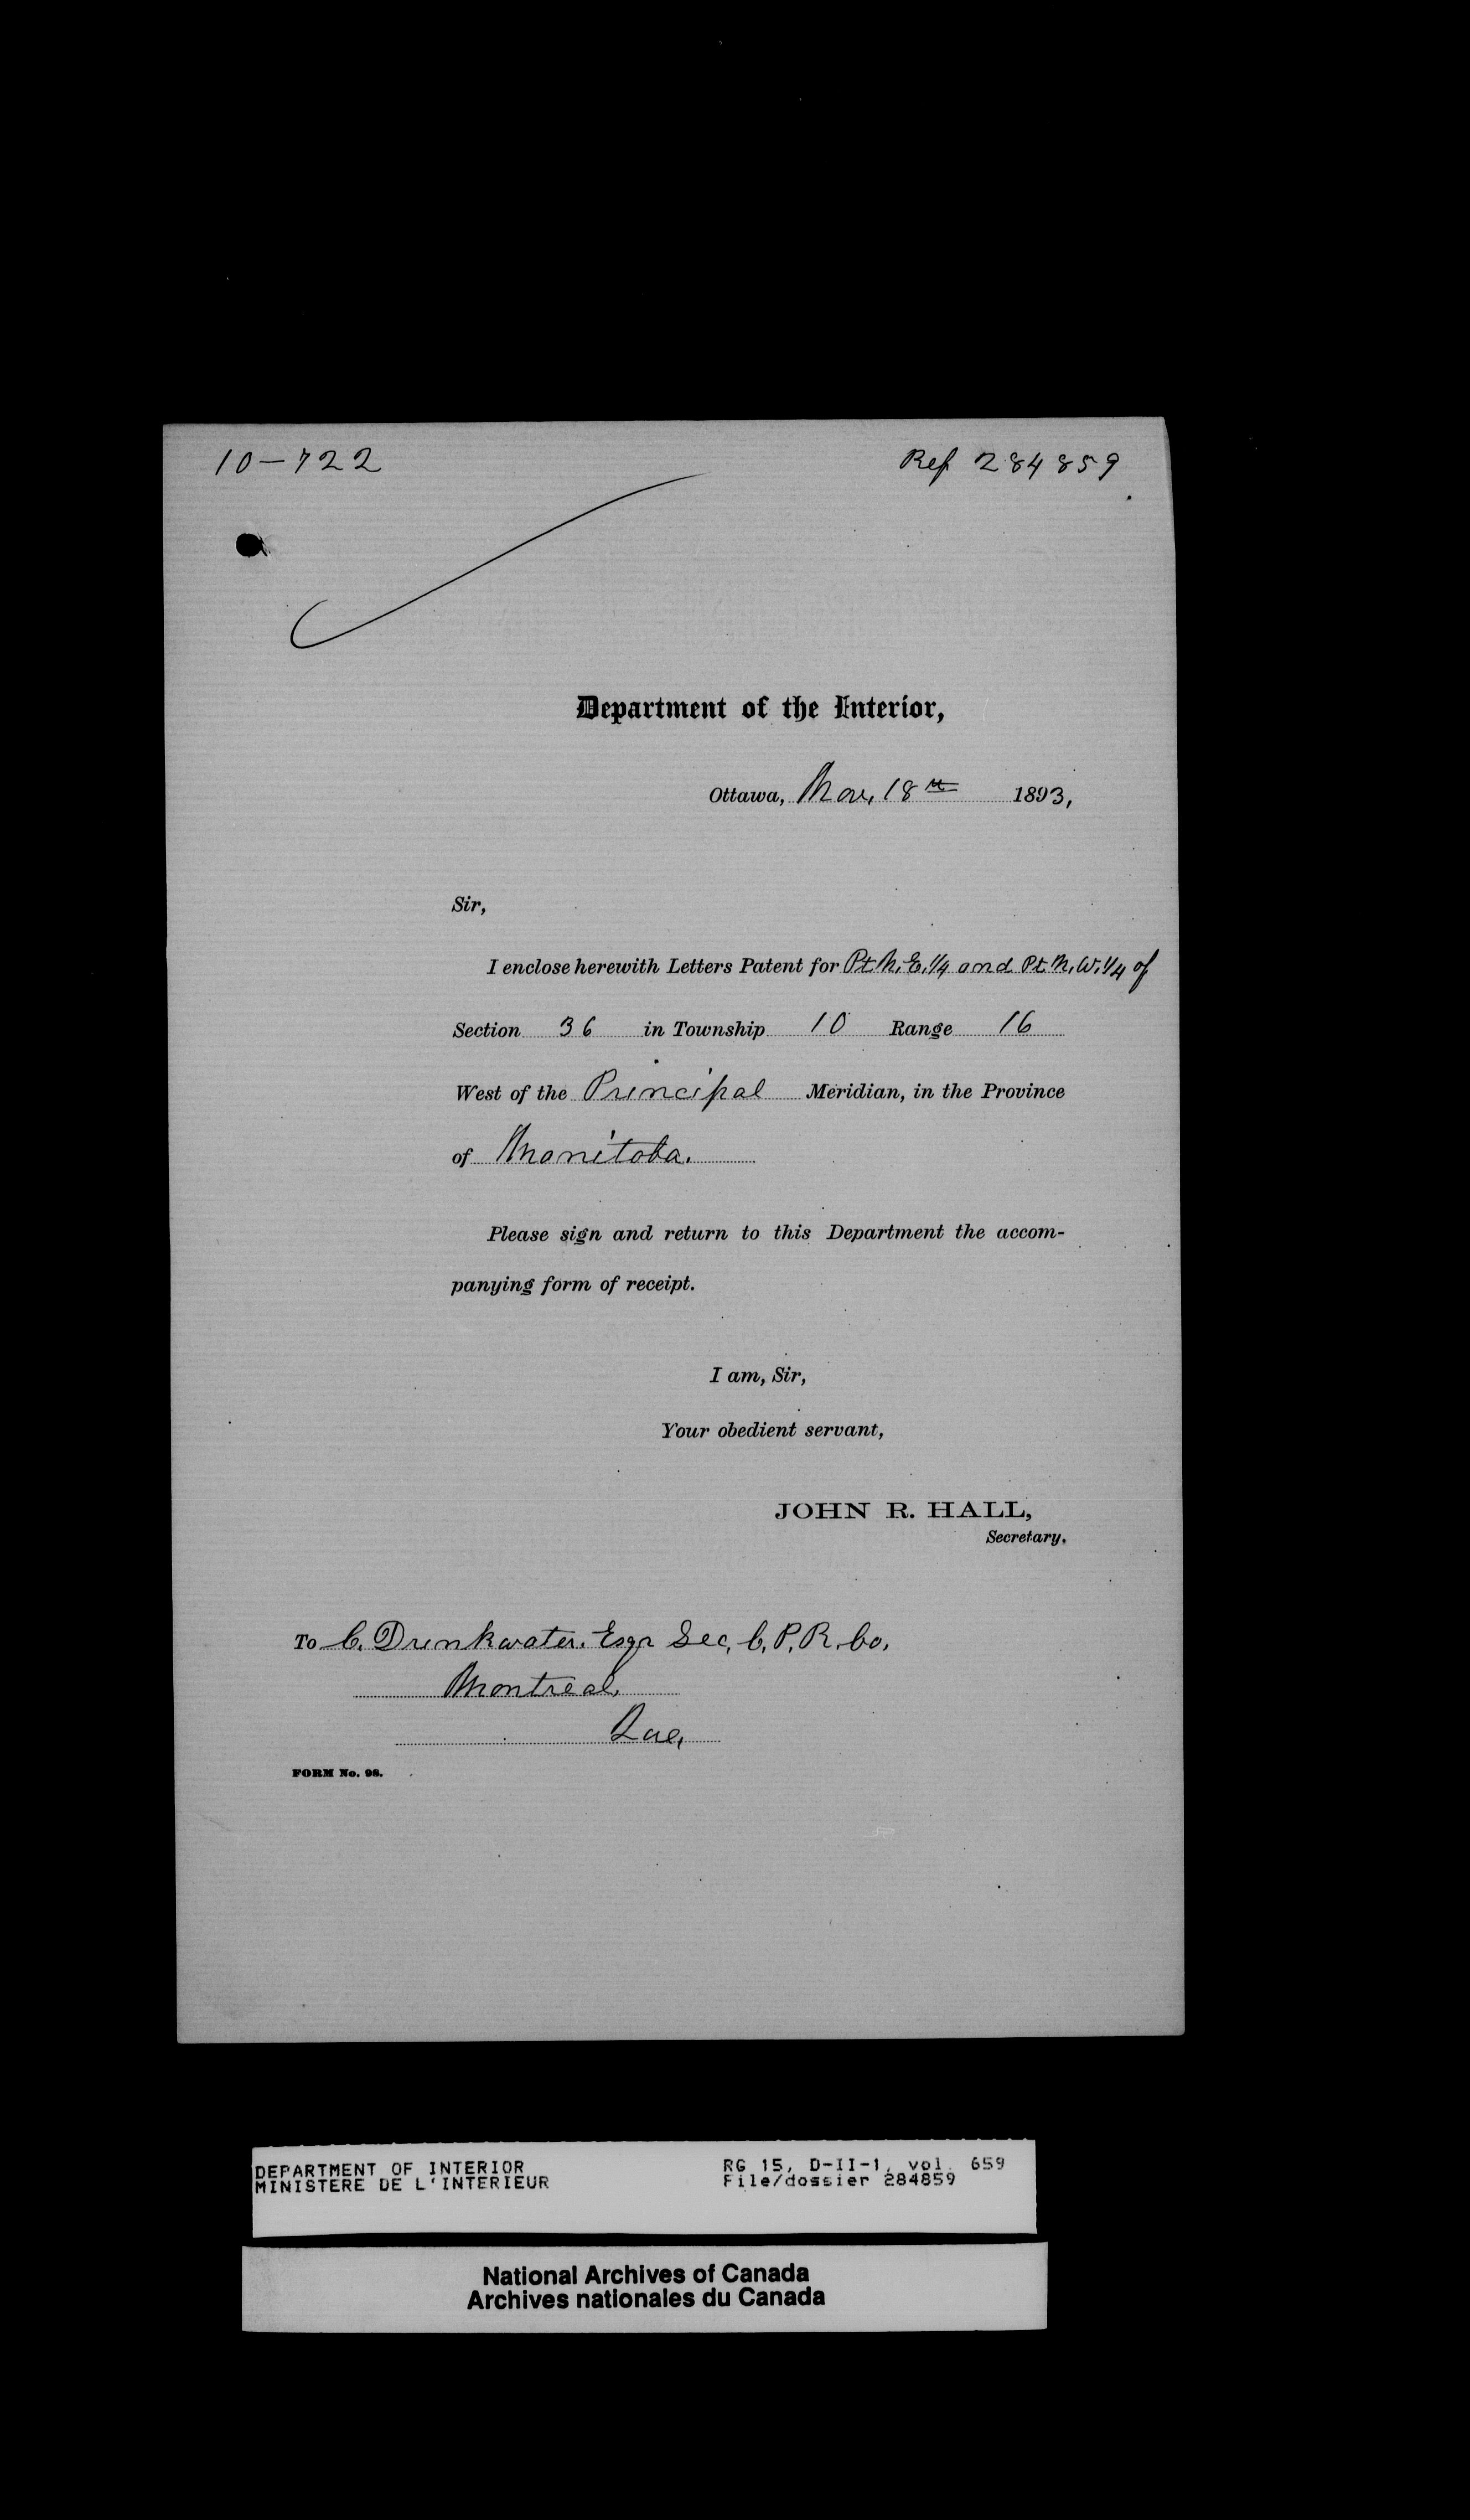 10-722
Ref 284859
Department of the Interior,
Ottawa, Nov, 18th 1893,
Sir,
I enclose herewith Letters Patent for Pt N, E, 1/4 and Pt N, W, 1/4 of
Section 36 in Township 10 Range 16
West of the Principal Meridian, in the Province
of Manitoba.
Please sign and return to this Department the accom-
panying form of receipt.
I am, Sir,
Your obedient servant,
JOHN R. HALL,
Secretary.
To C. Drinkwater. Esqr Sec, C, P, R, Co,
Montreal,
Que,
FORM No. 98.
DEPARTMENT OF INTERIOR
MINISTERE DE L'INTERIEUR
RG 15, D-II-1, vol. 659
File/dossier 284859
National Archives of Canada
Archives nationales du Canada